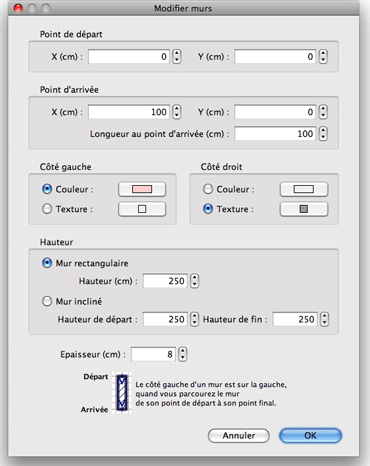 Modifier murs
Point de départ
X (cm) : 0 Y (cm) : 0
Point d'arrivée
X (cm) : 100 Y (cm) : 0
Longueur au point d'arrivée (cm) : 100
Côté gauche Côté droit
Couleur : Couleur :
Texture : Texture :
Hauteur
Mur rectangulaire
Hauteur (cm) : 250
Mur incliné
Hauteur de départ : 250 Hauteur de fin : 250
Epaisseur (cm) : 8
Départ
Le côté gauche d'un mur est sur la gauche,
quand vous parcourez le mur
de son point de départ à son point final.
Arrivée
Annuler OK